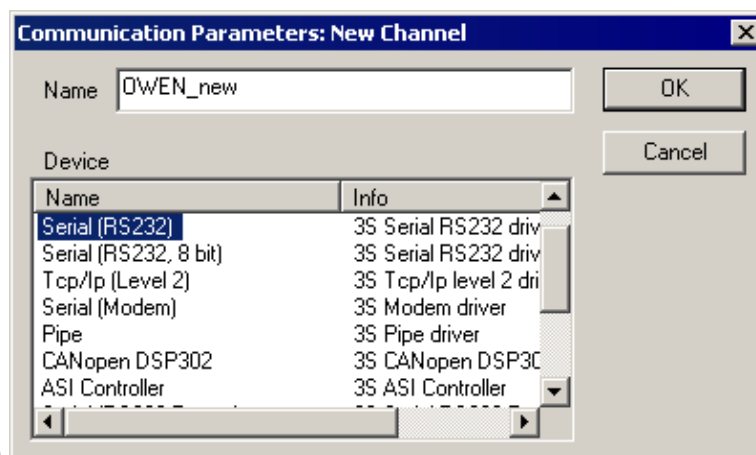 Communication Parameters: New Channel
Name OWEN_new OK
Cancel
Device
Name Info
Serial (RS232) 3S Serial RS232 driv
Serial (RS232, 8 bit) 3S Serial RS232 driv
Tcp/Ip (Level 2) 3S Tcp/Ip level 2 dri
Serial (Modem) 3S Modem driver
Pipe 3S Pipe driver
CANopen DSP302 3S CANopen DSP30
ASI Controller 3S ASI Controller